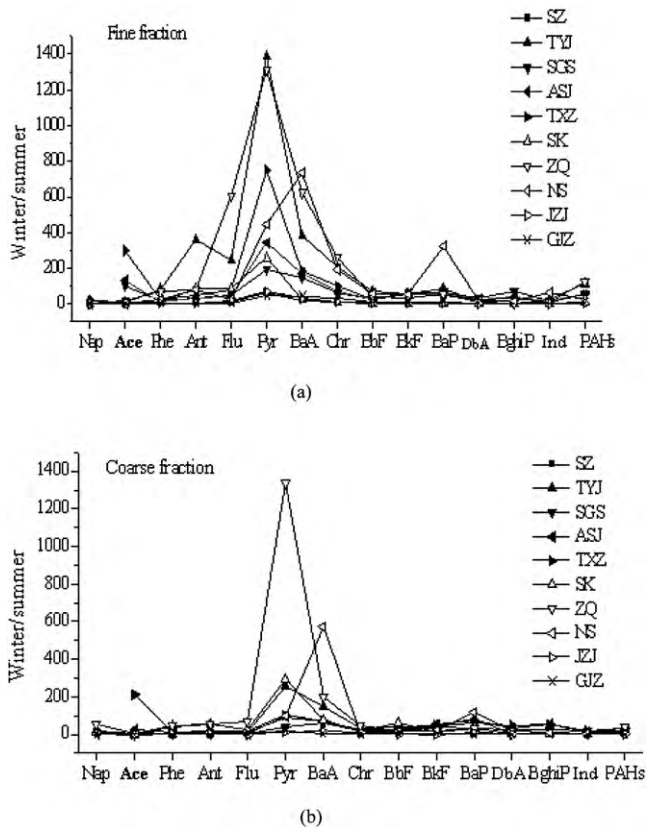 Fine fraction
Winter/summer
1400
1200
1000
800
600
400
200
0
SZ
TYJ
SGS
ASJ
TXZ
SK
ZQ
NS
JZJ
GJZ
Nap Ace Phe Ant Flu Pyr BaA Chr BbF BkF BaP DbA BghiP Ind PAHs
(a)
Coarse fraction
Winter/summer
1400
1200
1000
800
600
400
200
0
SZ
TYJ
SGS
ASJ
TXZ
SK
ZQ
NS
JZJ
GJZ
Nap Ace Phe Ant Flu Pyr BaA Chr BbF BkF BaP DbA BghiP Ind PAHs
(b)